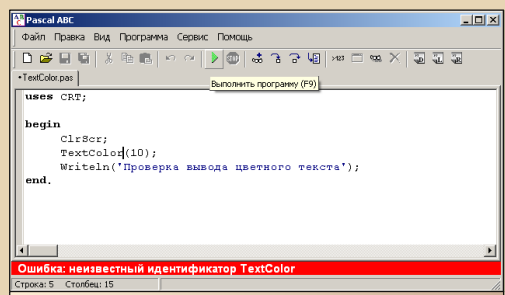 Pascal ABC
Файл Правка Вид Программа Сервис Помощь
•TextColor.pas
Выполнить программу (F9)
uses CRT;
begin
ClrScr;
TextColor(10);
Writeln('Проверка вывода цветного текста');
end.
Ошибка: неизвестный идентификатор TextColor
Строка: 5 Столбец: 15